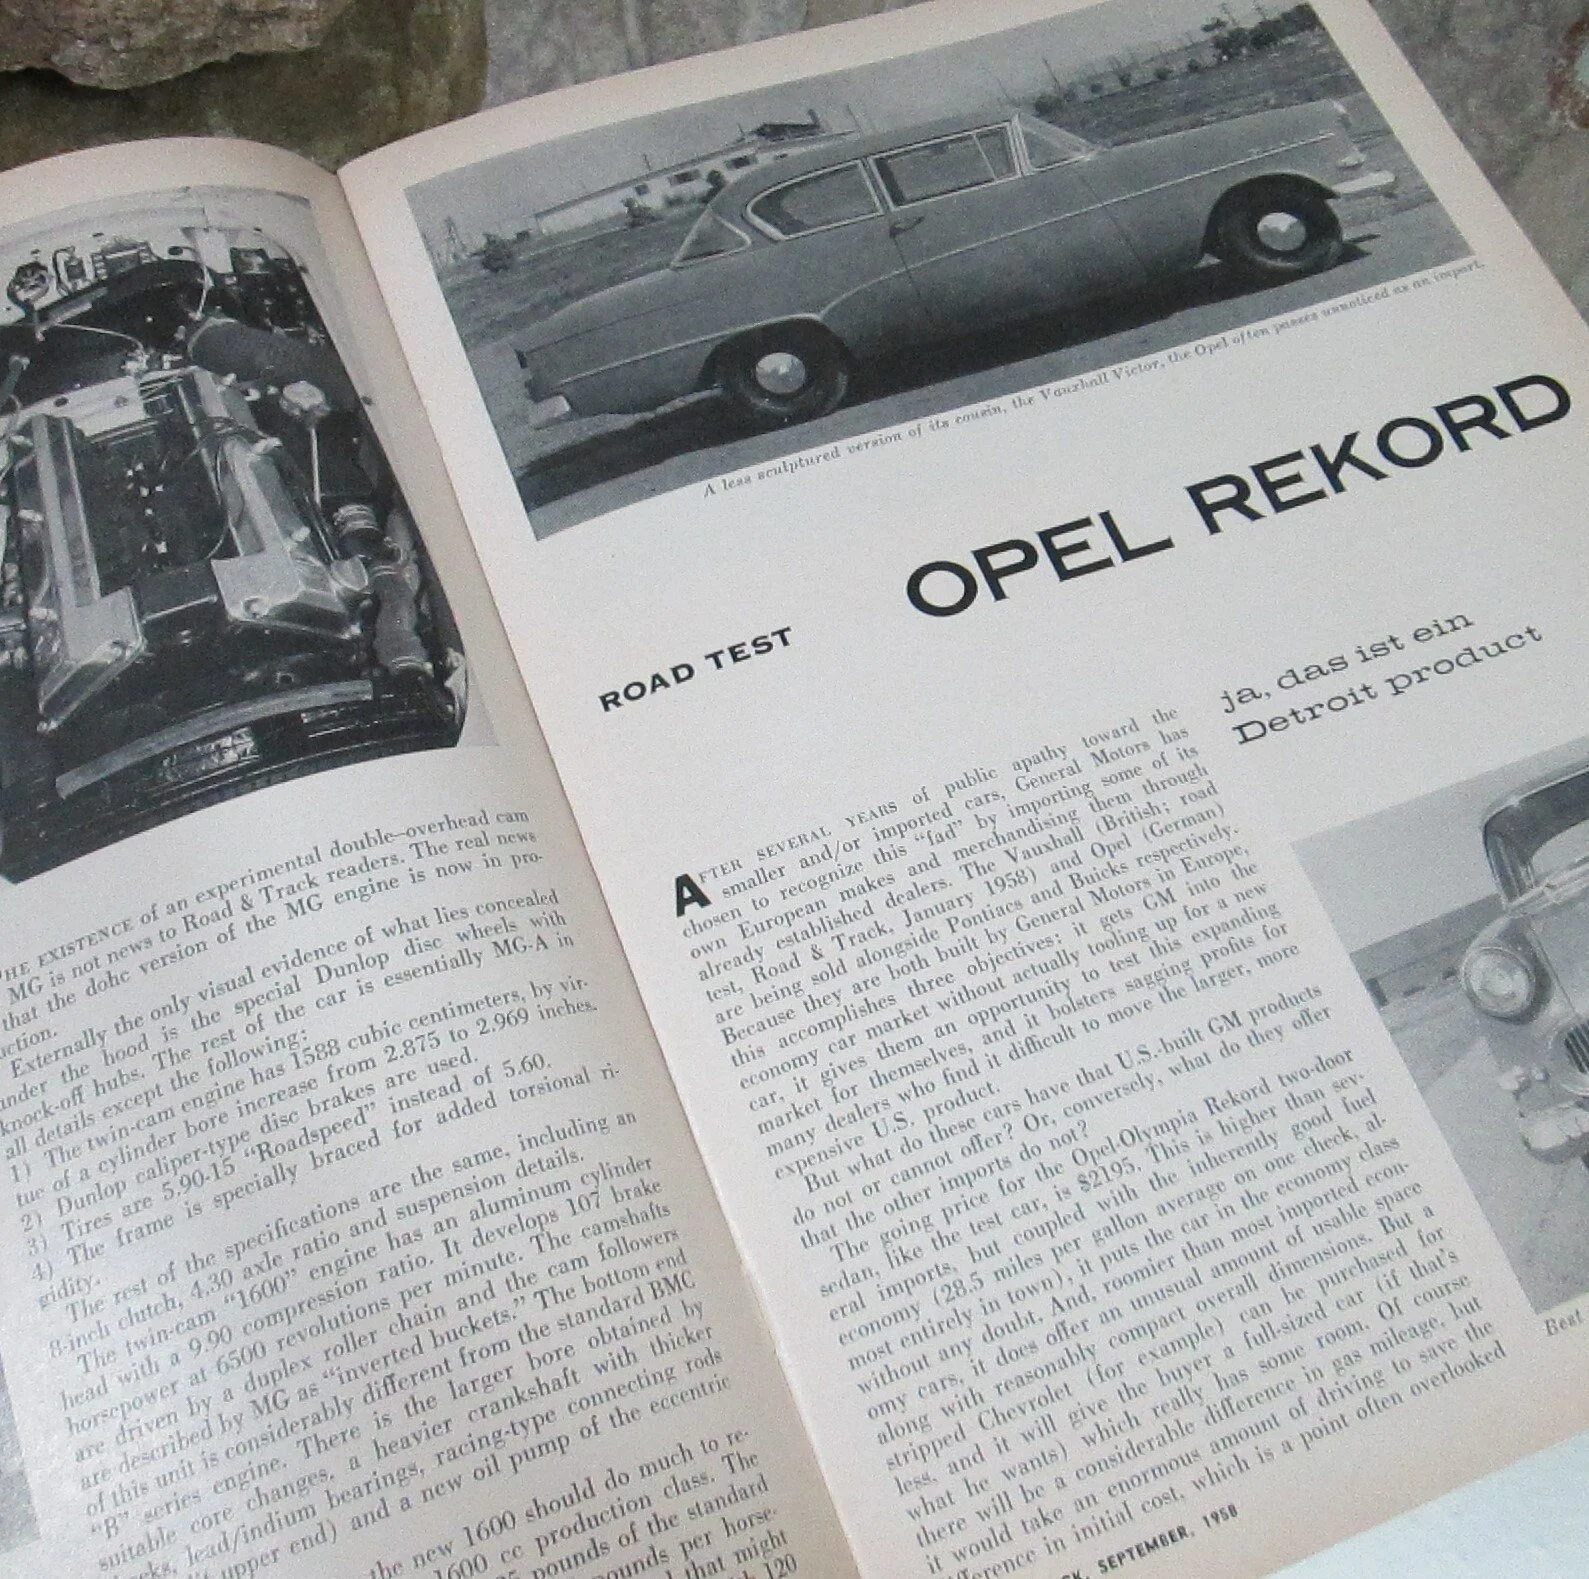 HE EXISTENCE of an experimental double-overhead cam
MG is not news to Road & Track readers. The real news
that the dohc version of the MG engine is now in pro-
uction.
Externally the only visual evidence of what lies concealed
under the hood is the special Dunlop disc wheels with
knock-off hubs. The rest of the car is essentially MG-A in
all details except the following:
1) The twin-cam engine has 1588 cubic centimeters, by vir-
tue of a cylinder bore increase from 2.875 to 2.969 inches.
2) Dunlop caliper-type disc brakes are used.
3) Tires are 5.90-15 "Roadspeed" instead of 5.60.
4) The frame is specially braced for added torsional ri-
gidity.
The rest of the specifications are the same, including an
8-inch clutch, 4.30 axle ratio and suspension details.
The twin-cam "1600" engine has an aluminum cylinder
head with a 9.90 compression ratio. It develops 107 brake
horsepower at 6500 revolutions per minute. The camshafts
are driven by a duplex roller chain and the cam followers
are described by MG as "inverted buckets." The bottom end
of this unit is considerably different from the standard BMC
"B" series engine. There is the larger bore obtained by
suitable core changes, a heavier crankshaft with thicker
lead/indium bearings, racing-type connecting rods
upper end) and a new oil pump of the eccentric
the new 1600 should do much to re-
1600 cc production class. The
pounds of the standard
pounds per horse-
that might
120
A less sculptured version of its cousin, the Vauxhall Victor, the Opel often passes unnoticed as an import.
OPEL REKORD
ROAD TEST
ja, das ist ein
Detroit product
AFTER SEVERAL YEARS of public apathy toward the
smaller and/or imported cars, General Motors has
chosen to recognize this "fad" by importing some of its
own European makes and merchandising them through
already established dealers. The Vauxhall (British; road
test, Road & Track, January 1958) and Opel (German)
are being sold alongside Pontiacs and Buicks respectively.
Because they are both built by General Motors in Europe,
this accomplishes three objectives: it gets GM into the
economy car market without actually tooling up for a new
car, it gives them an opportunity to test this expanding
market for themselves, and it bolsters sagging profits for
many dealers who find it difficult to move the larger, more
expensive U.S. product.
But what do these cars have that U.S.-built GM products
do not or cannot offer? Or, conversely, what do they offer
that the other imports do not?
The going price for the Opel-Olympia Rekord two-door
sedan, like the test car, is $2195. This is higher than sev-
eral imports, but coupled with the inherently good fuel
economy (28.5 miles per gallon average on one check, al-
most entirely in town), it puts the car in the economy class
without any doubt. And, roomier than most imported econ-
omy cars, it does offer an unusual amount of usable space
along with reasonably compact overall dimensions. But a
stripped Chevrolet (for example) can be purchased for
less, and it will give the buyer a full-sized car (if that's
what he wants) which really has some room. Of course
there will be a considerable difference in gas mileage, but
it would take an enormous amount of driving to save the
difference in initial cost, which is a point often overlooked
SEPTEMBER, 1958
Best